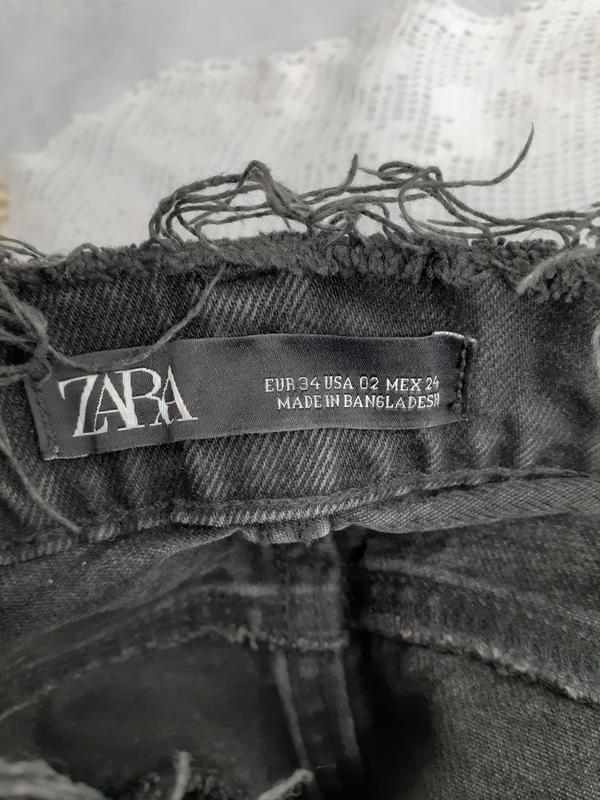 ZARA
EUR 34 USA 02 MEX 24
MADE IN BANGLADESH